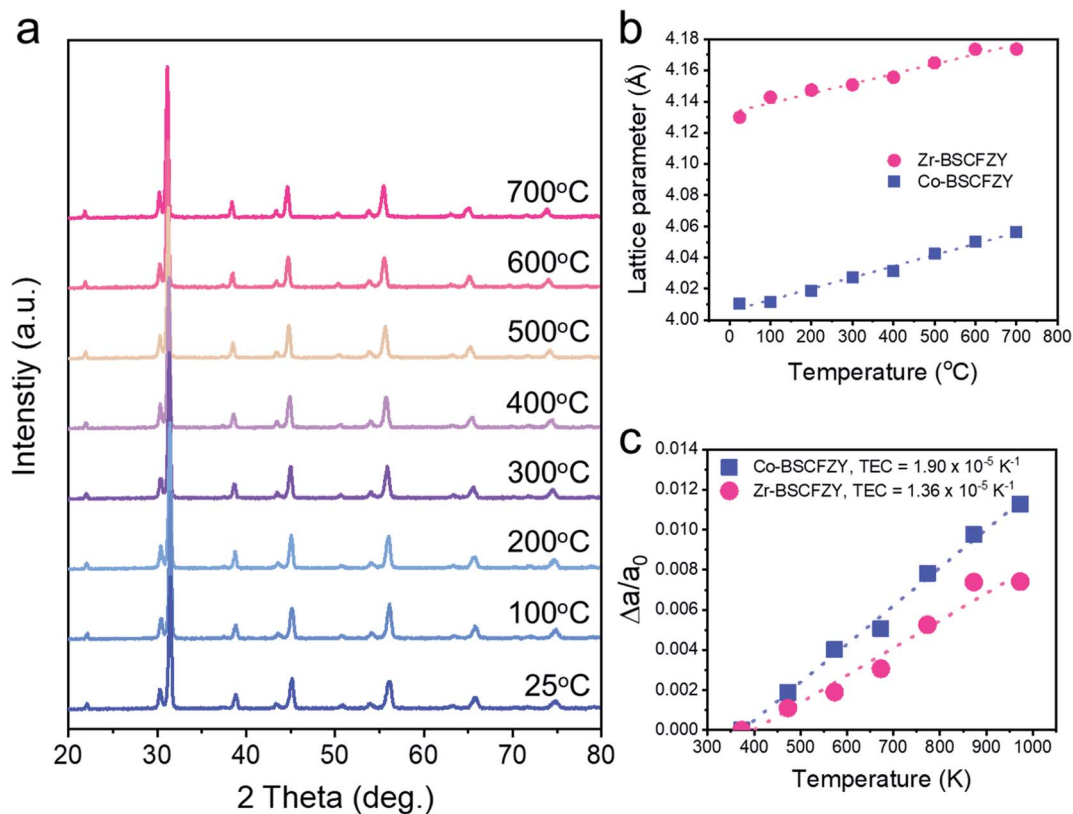 a
Intenstiy (a.u.)
700°C
600°C
500°C
400°C
300°C
200°C
100°C
25°C
20 30 40 50 60 70 80
2 Theta (deg.)
b
Lattice parameter (Å)
4.18
4.16
4.14
4.12
4.10
4.06
4.04
4.02
4.00
Zr-BSCFZY
Co-BSCFZY
0 100 200 300 400 500 600 700 800
Temperature (°C)
c
Δa/a₀
0.014
0.012
0.010
0.008
0.006
0.004
0.002
0.000
Co-BSCFZY, TEC = 1.90 x 10⁻⁵ K⁻¹
Zr-BSCFZY, TEC = 1.36 x 10⁻⁵ K⁻¹
300 400 500 600 700 800 900 1000
Temperature (K)